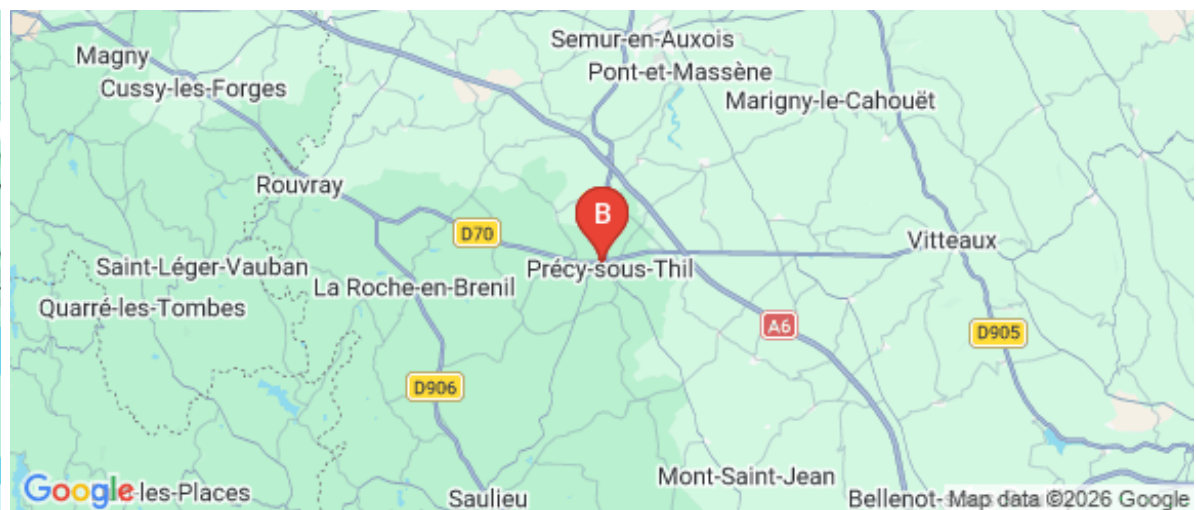 Semur-en-Auxois
Magny
Pont-et-Massène
Cussy-les-Forges
Marigny-le-Cahouët
Rouvray
B
D70
Vitteaux
Saint-Léger-Vauban
Précy-sous-Thil
La Roche-en-Brenil
Quarré-les-Tombes
A6
D905
D906
Mont-Saint-Jean
Google
les-Places
Saulieu
Bellenot-
Map data ©2026 Google